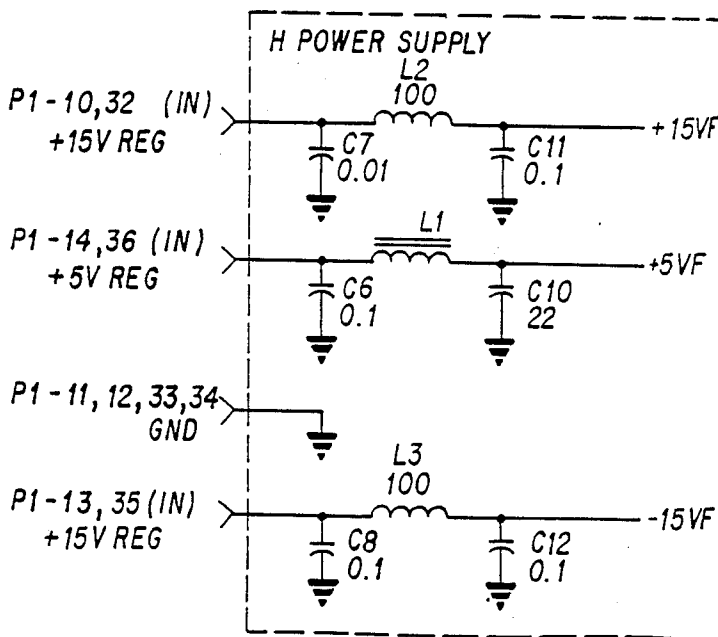 H POWER SUPPLY
P1-10,32 (IN)
+15V REG
L2
100
C7
0.01
C11
0.1
+15VF
P1-14,36 (IN)
+5V REG
L1
C6
0.1
C10
22
+5VF
P1-11,12,33,34
GND
P1-13,35(IN)
+15V REG
L3
100
C8
0.1
C12
0.1
-15VF